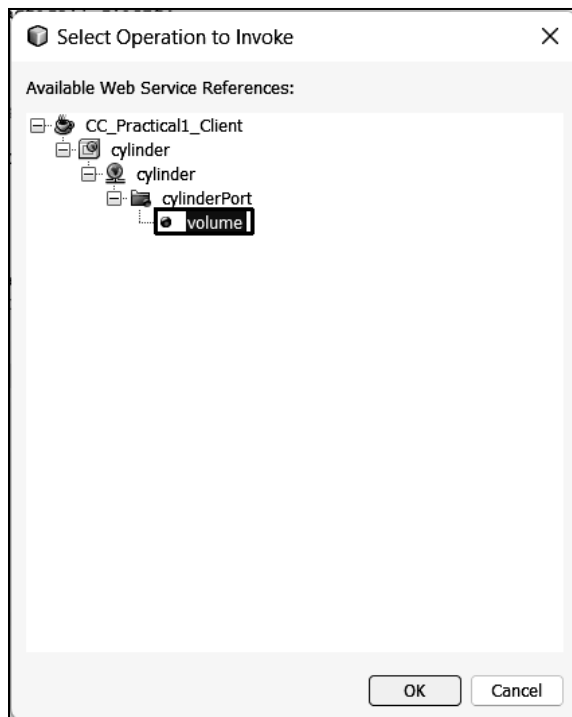 Select Operation to Invoke
Available Web Service References:
CC_Practical1_Client
cylinder
cylinder
cylinderPort
volume
OK Cancel